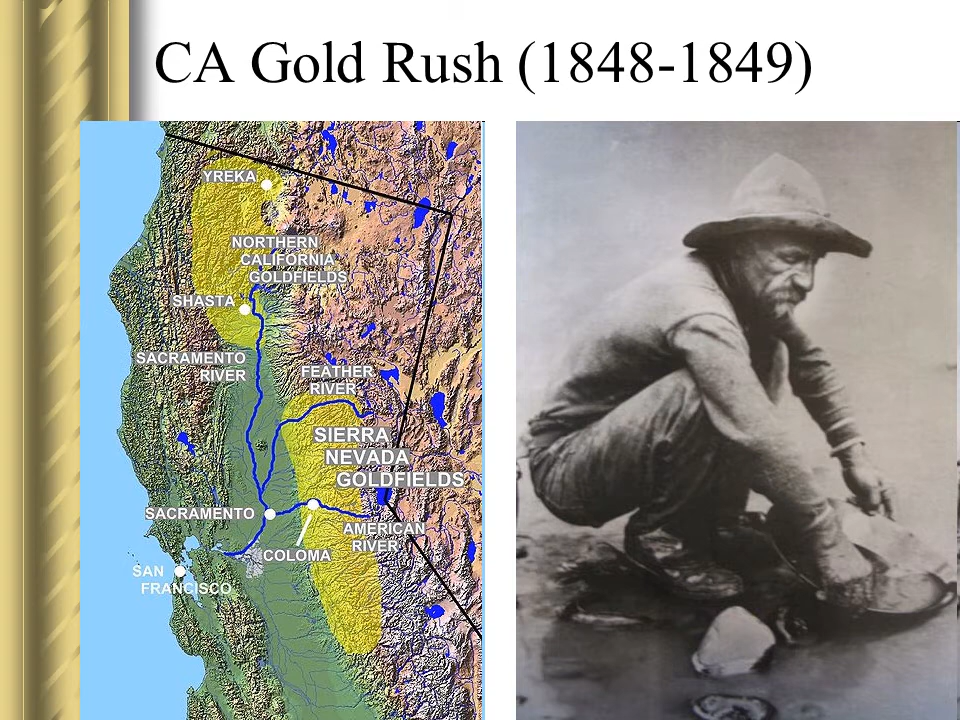 CA Gold Rush (1848-1849)
YREKA
NORTHERN
CALIFORNIA
GOLDFIELDS
SHASTA
SACRAMENTO
RIVER
FEATHER
RIVER
SIERRA
NEVADA
GOLDFIELDS
SACRAMENTO
AMERICAN
RIVER
COLOMA
SAN
FRANCISCO